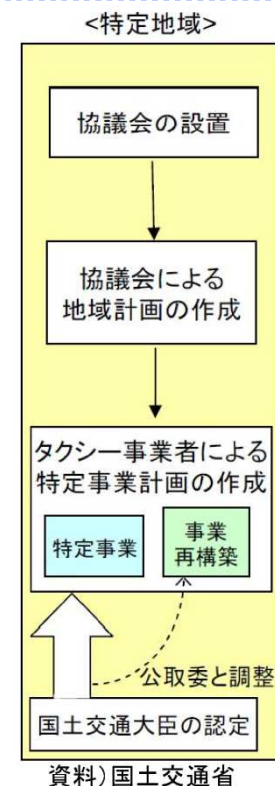 <特定地域>
協議会の設置
協議会による
地域計画の作成
タクシー事業者による
特定事業計画の作成
特定事業
事業
再構築
公取委と調整
国土交通大臣の認定
資料）国土交通省